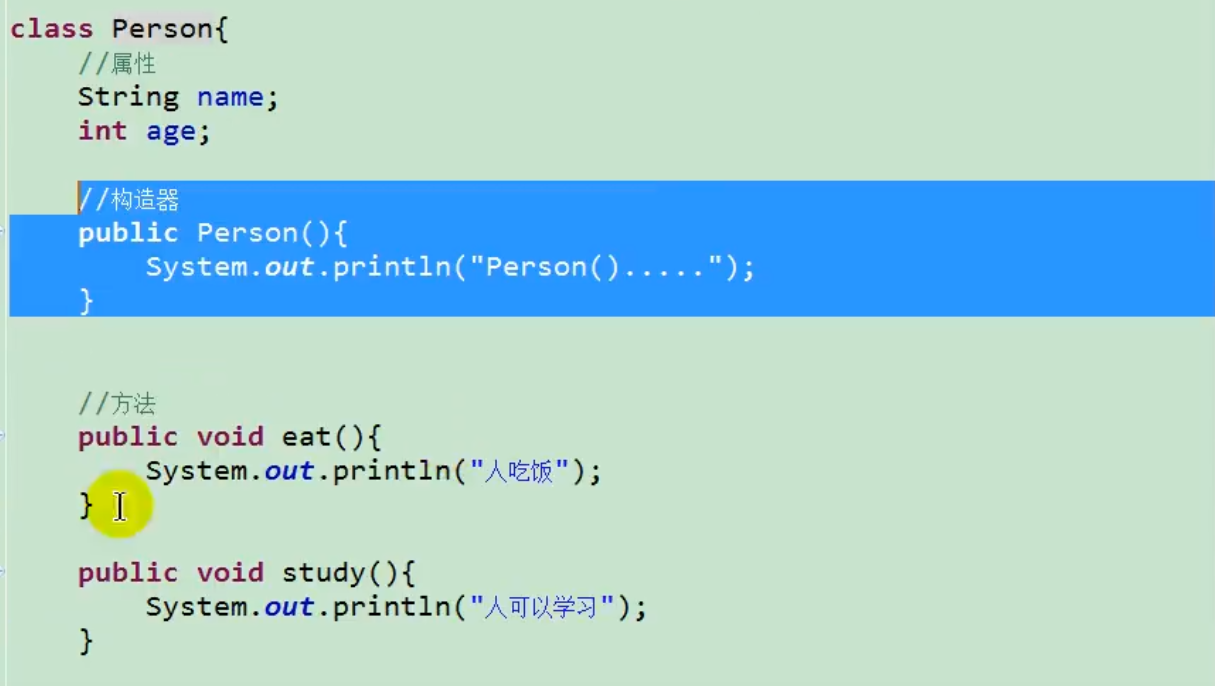 class Person{
//属性
String name;
int age;
//构造器
public Person(){
System.out.println("Person().....");
}
//方法
public void eat(){
System.out.println("人吃饭");
}
public void study(){
System.out.println("人可以学习");
}